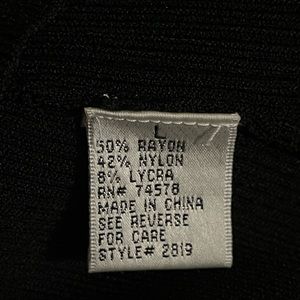 L
50% RAYON
42% NYLON
8% LYCRA
RN# 74578
MADE IN CHINA
SEE REVERSE
FOR CARE
STYLE# 2819